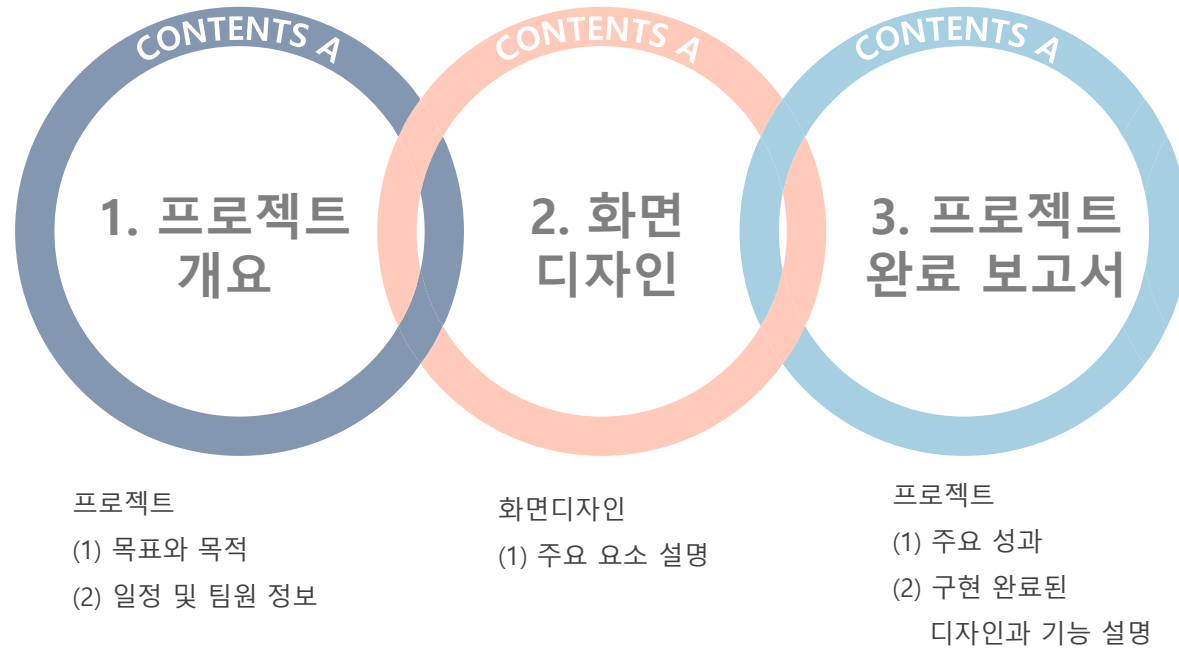 CONTENTS A
1. 프로젝트
개요
프로젝트
(1) 목표와 목적
(2) 일정 및 팀원 정보
CONTENTS A
2. 화면
디자인
화면디자인
(1) 주요 요소 설명
CONTENTS A
3. 프로젝트
완료 보고서
프로젝트
(1) 주요 성과
(2) 구현 완료된
디자인과 기능 설명